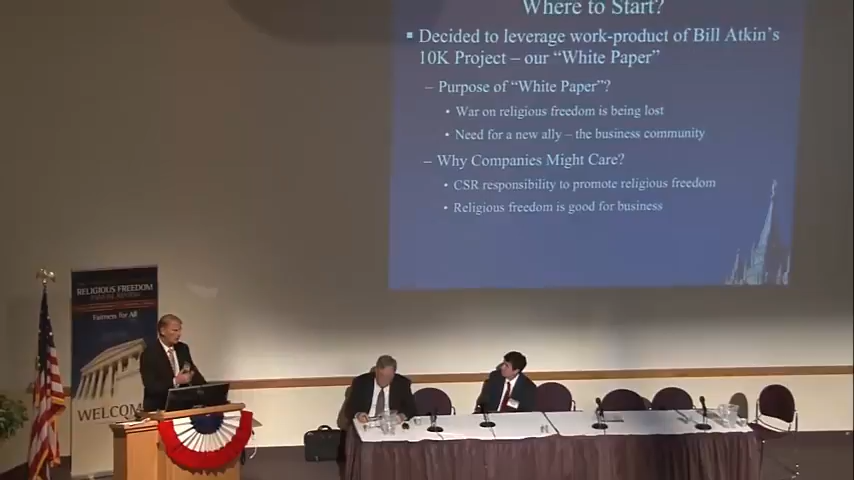 Where to Start?
▪ Decided to leverage work-product of Bill Atkin's
10K Project – our "White Paper"
– Purpose of "White Paper"?
• War on religious freedom is being lost
• Need for a new ally – the business community
– Why Companies Might Care?
• CSR responsibility to promote religious freedom
• Religious freedom is good for business
RELIGIOUS FREEDOM
Fairness for All
WELCOM